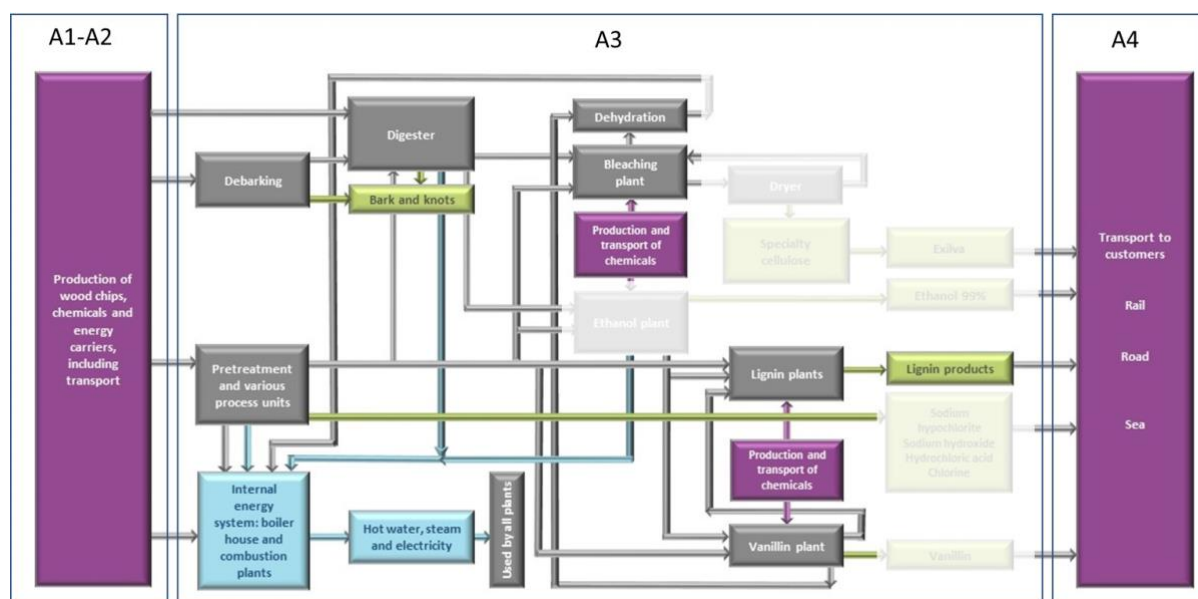 A1-A2
A3
A4
Production of
wood chips,
chemicals and
energy
carriers,
including
transport
Debarking
Digester
Bark and knots
Dehydration
Bleaching
plant
Dryer
Production and
transport of
chemicals
Specialty
cellulose
Exilva
Ethanol plant
Ethanol 99%
Pretreatment
and various
process units
Lignin plants
Lignin products
Sodium
hypochlorite
Sodium hydroxide
Hydrochloric acid
Chlorine
Production and
transport of
chemicals
Internal
energy
system: boiler
house and
combustion
plants
Hot water, steam
and electricity
Used by all plants
Vanillin plant
Vanillin
Transport to
customers
Rail
Road
Sea